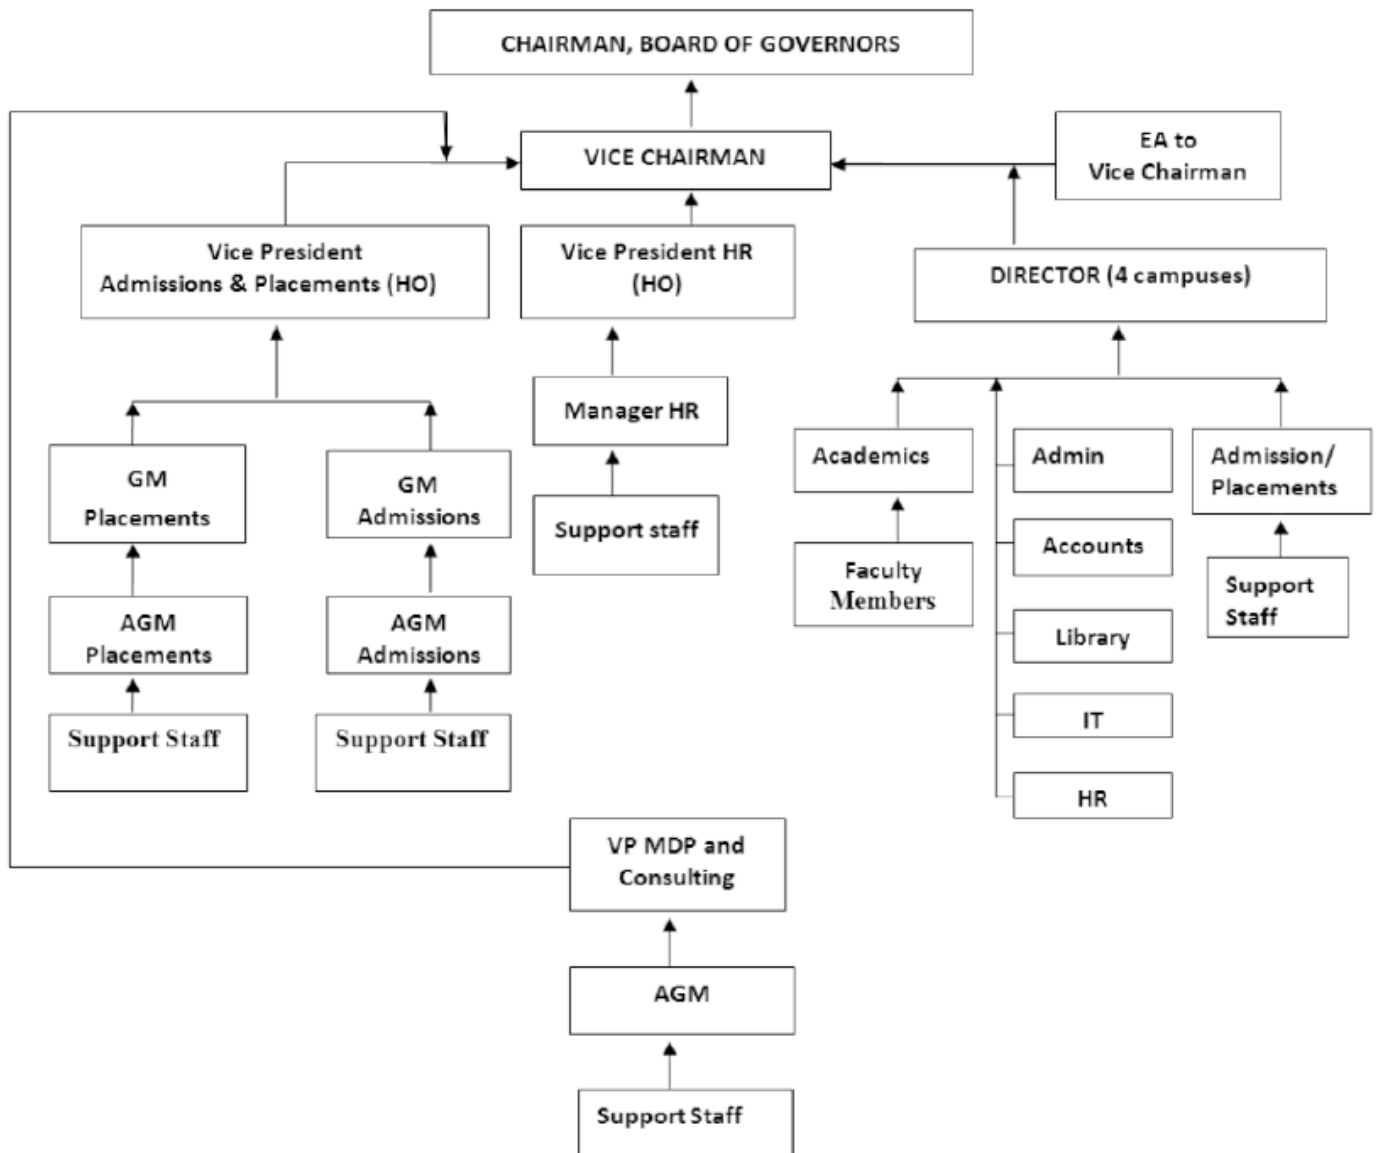 CHAIRMAN, BOARD OF GOVERNORS
VICE CHAIRMAN
EA to
Vice Chairman
Vice President
Admissions & Placements (HO)
Vice President HR
(HO)
DIRECTOR (4 campuses)
Manager HR
Support staff
GM
Placements
GM
Admissions
AGM
Placements
AGM
Admissions
Support Staff
Support Staff
Academics
Faculty
Members
Admin
Accounts
Library
IT
HR
Admission/
Placements
Support
Staff
VP MDP and
Consulting
AGM
Support Staff